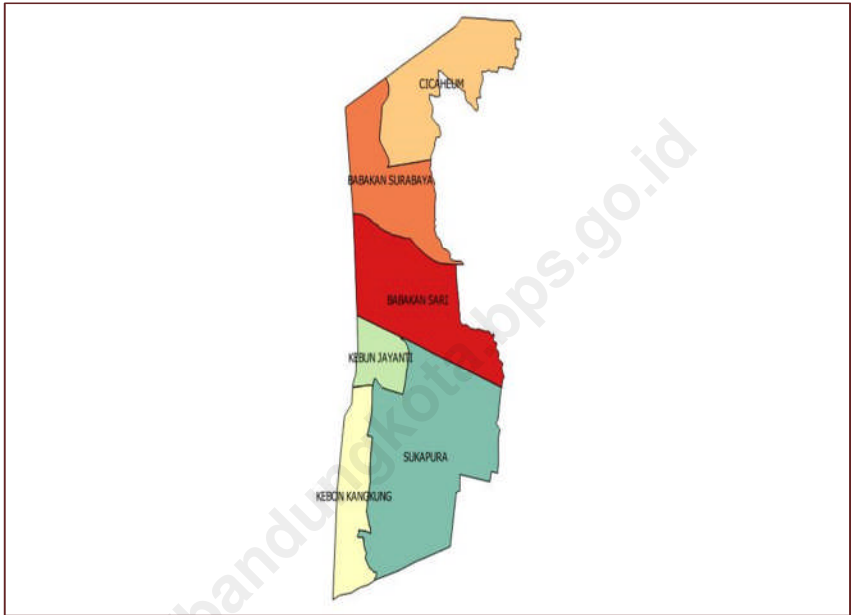 CICAHEUM
BABAKAN SURABAYA
BABAKAN SARI
KEBUN JAYANTI
SUKAPURA
KEBON KANGKUNG
bandungkota.bps.go.id